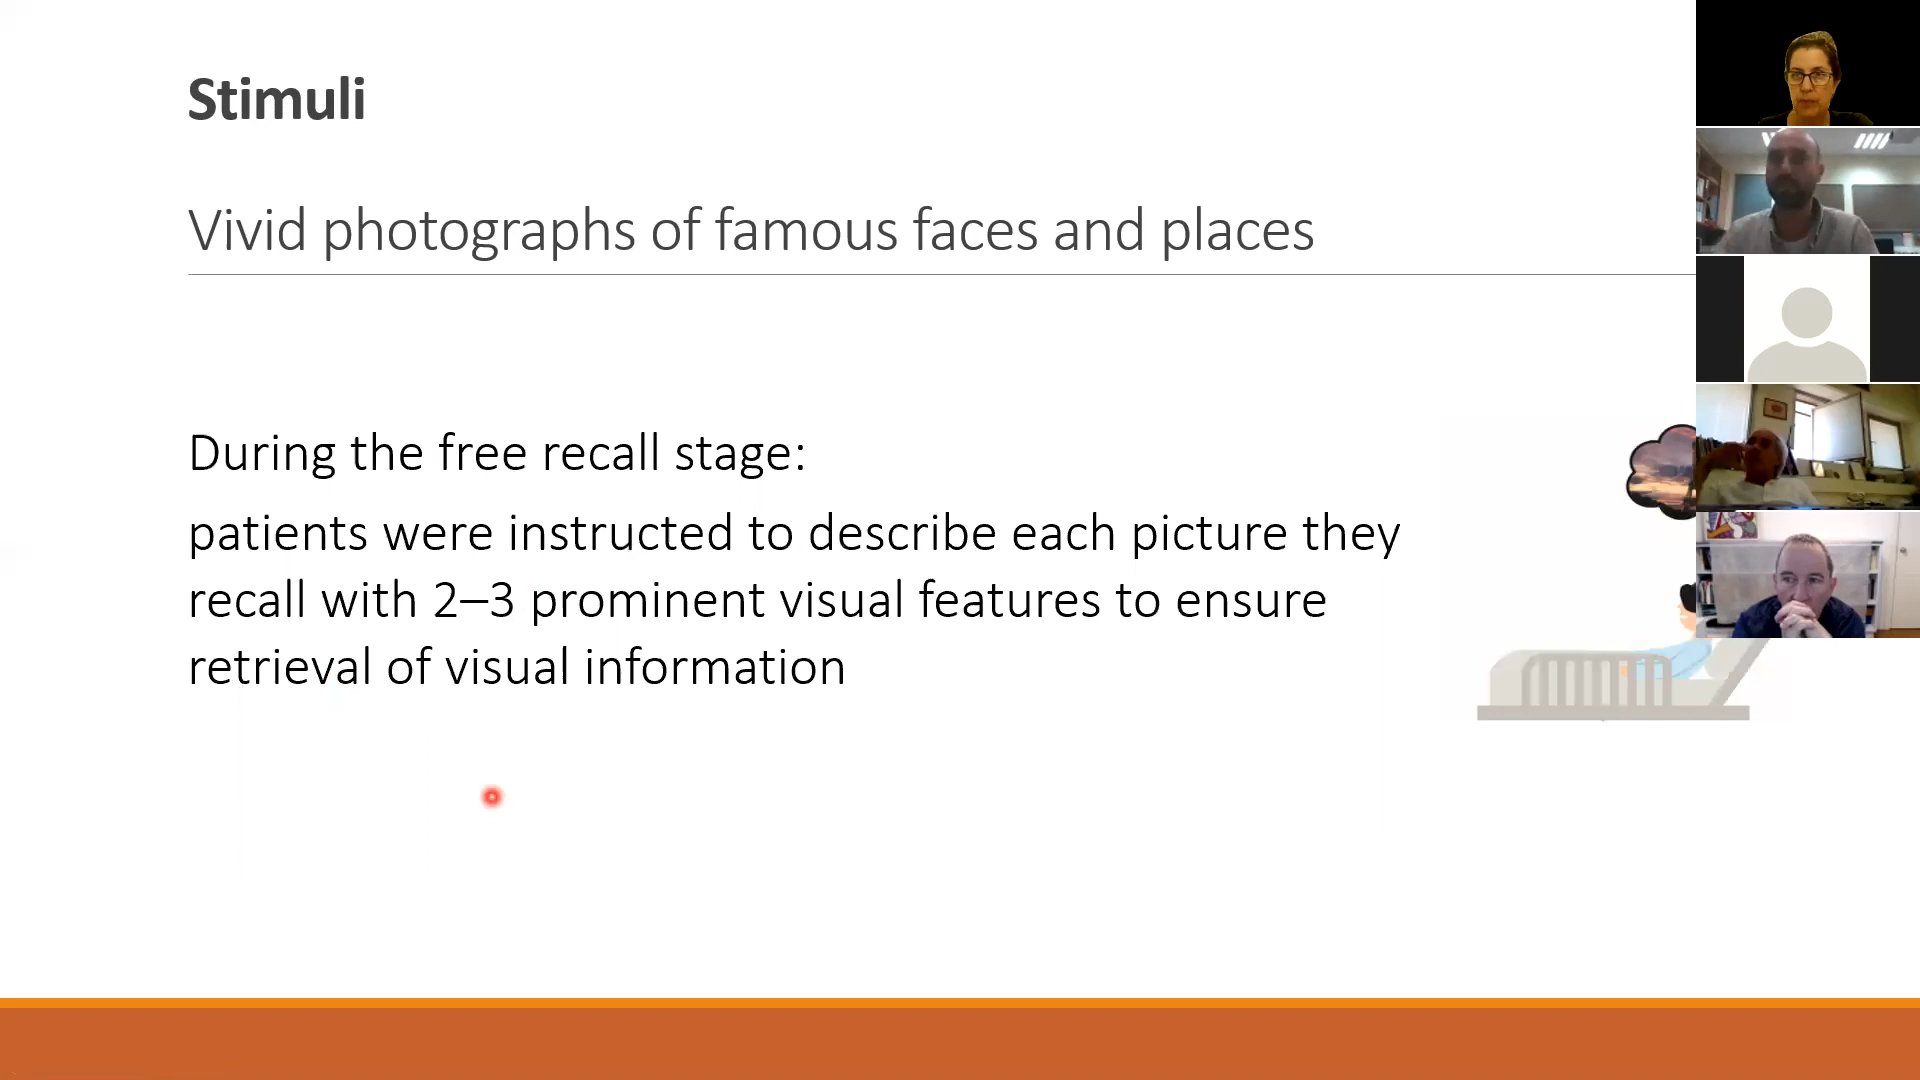 Stimuli
Vivid photographs of famous faces and places
During the free recall stage:
patients were instructed to describe each picture they
recall with 2–3 prominent visual features to ensure
retrieval of visual information